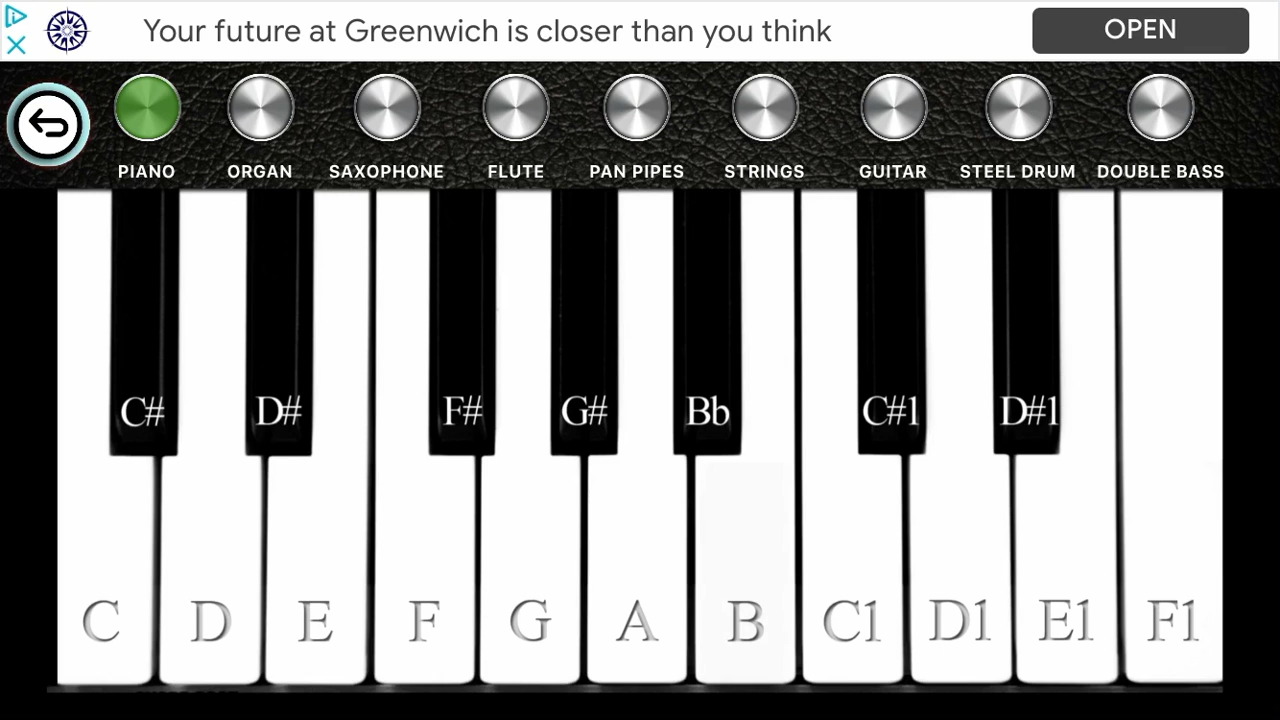 Your future at Greenwich is closer than you think
OPEN
PIANO ORGAN SAXOPHONE FLUTE PAN PIPES STRINGS GUITAR STEEL DRUM DOUBLE BASS
C# D# F# G# Bb C#1 D#1
C D E F G A B C1 D1 E1 F1